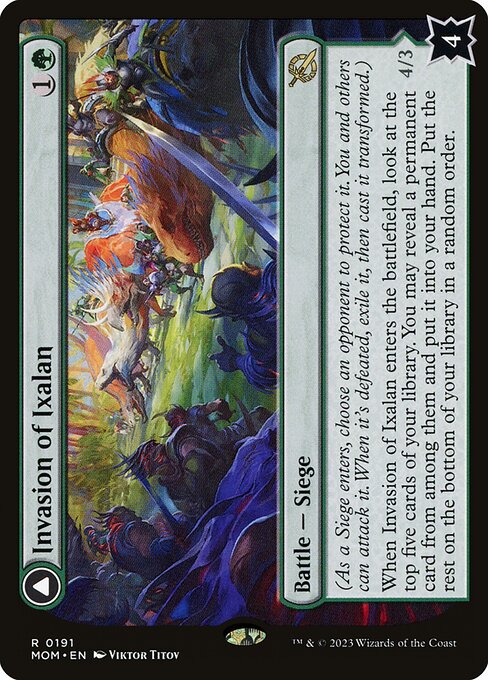 Invasion of Ixalan
1
Battle – Siege
(As a Siege enters, choose an opponent to protect it. You and others
can attack it. When it's defeated, exile it, then cast it transformed.)
When Invasion of Ixalan enters the battlefield, look at the
top five cards of your library. You may reveal a permanent
card from among them and put it into your hand. Put the
rest on the bottom of your library in a random order.
4/3
4
R 0191
MOM • EN Viktor Titov
™ & © 2023 Wizards of the Coast